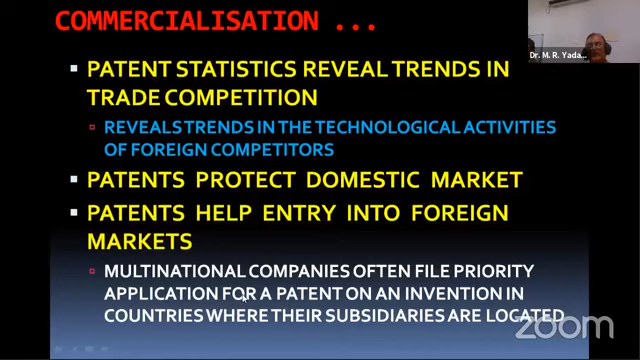 COMMERCIALISATION ...
Dr. M. R. Yada...
PATENT STATISTICS REVEAL TRENDS IN
TRADE COMPETITION
REVEALS TRENDS IN THE TECHNOLOGICAL ACTIVITIES
OF FOREIGN COMPETITORS
PATENTS PROTECT DOMESTIC MARKET
PATENTS HELP ENTRY INTO FOREIGN
MARKETS
MULTINATIONAL COMPANIES OFTEN FILE PRIORITY
APPLICATION FOR A PATENT ON AN INVENTION IN
COUNTRIES WHERE THEIR SUBSIDIARIES ARE LOCATED
zoom